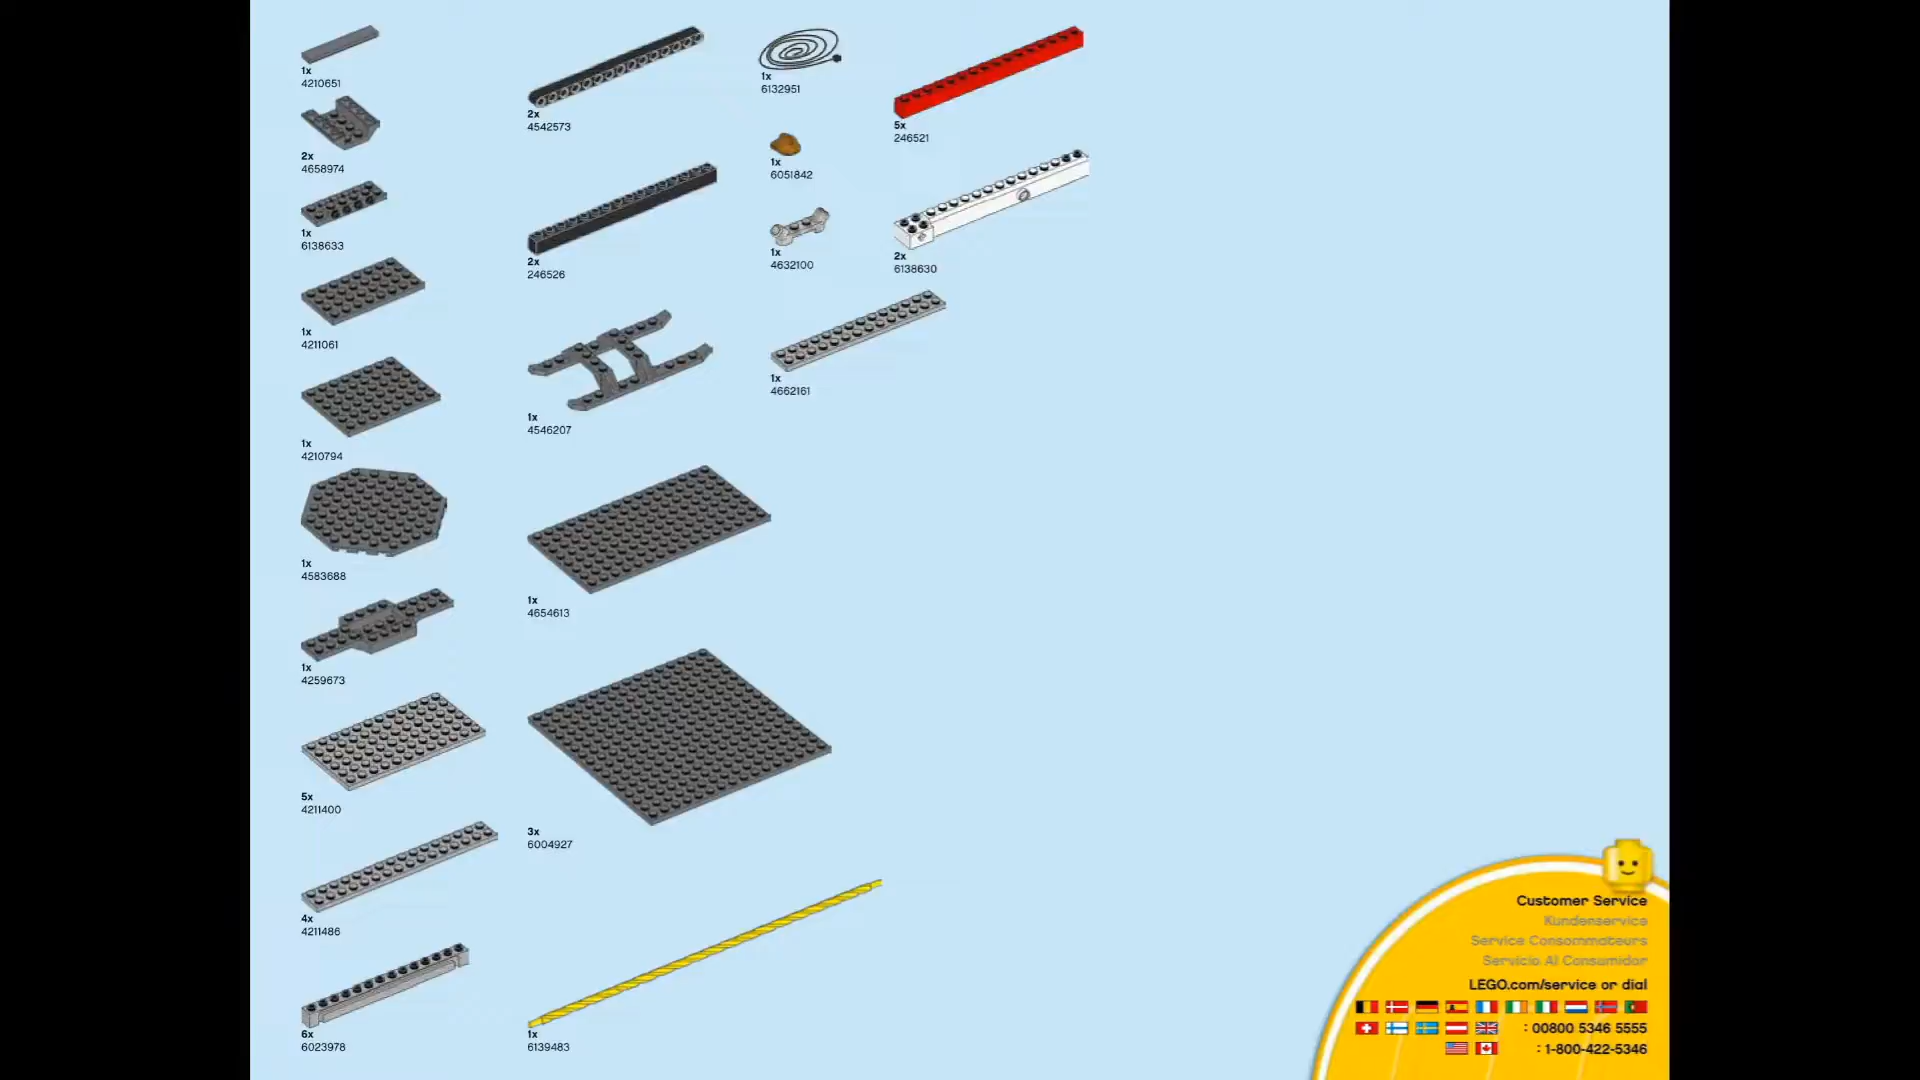 1x
4210651
2x
4658974
1x
6138633
1x
4211061
1x
4210794
1x
4583688
1x
4259673
5x
4211400
4x
4211486
6x
6023978
2x
4542573
2x
246526
1x
4546207
1x
4654613
3x
6004927
1x
6139483
1x
6132951
1x
6051842
1x
4632100
1x
4662161
5x
246521
2x
6138630
Customer Service
Kundenservice
Service Consommateurs
Servicio Al Consumidor
LEGO.com/service or dial
: 00800 5346 5555
: 1-800-422-5346